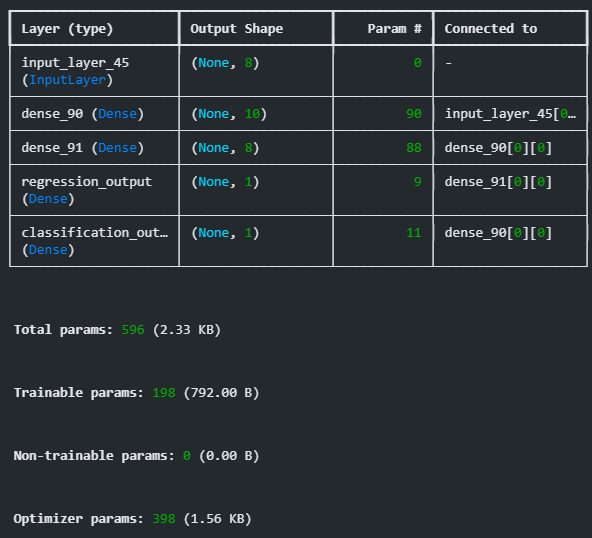 Layer (type) Output Shape Param # Connected to
input_layer_45 (None, 8) 0 -
(InputLayer)
dense_90 (Dense) (None, 10) 90 input_layer_45[0…
dense_91 (Dense) (None, 8) 88 dense_90[0][0]
regression_output (None, 1) 9 dense_91[0][0]
(Dense)
classification_out… (None, 1) 11 dense_90[0][0]
(Dense)
Total params: 596 (2.33 KB)
Trainable params: 198 (792.00 B)
Non-trainable params: 0 (0.00 B)
Optimizer params: 398 (1.56 KB)